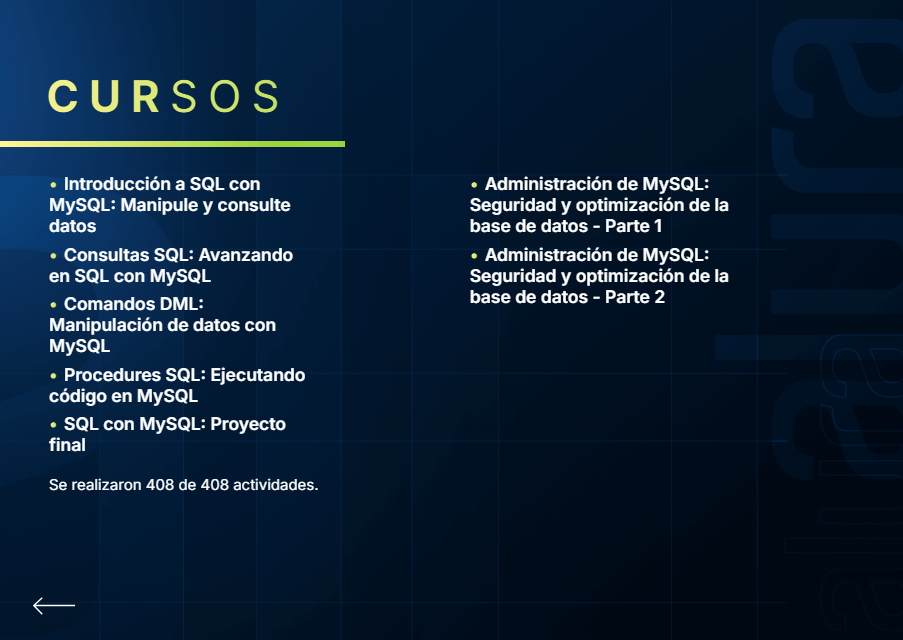 CURSOS
• Introducción a SQL con
MySQL: Manipule y consulte
datos
• Consultas SQL: Avanzando
en SQL con MySQL
• Comandos DML:
Manipulación de datos con
MySQL
• Procedures SQL: Ejecutando
código en MySQL
• SQL con MySQL: Proyecto
final
Se realizaron 408 de 408 actividades.
• Administración de MySQL:
Seguridad y optimización de la
base de datos - Parte 1
• Administración de MySQL:
Seguridad y optimización de la
base de datos - Parte 2
alura
alura